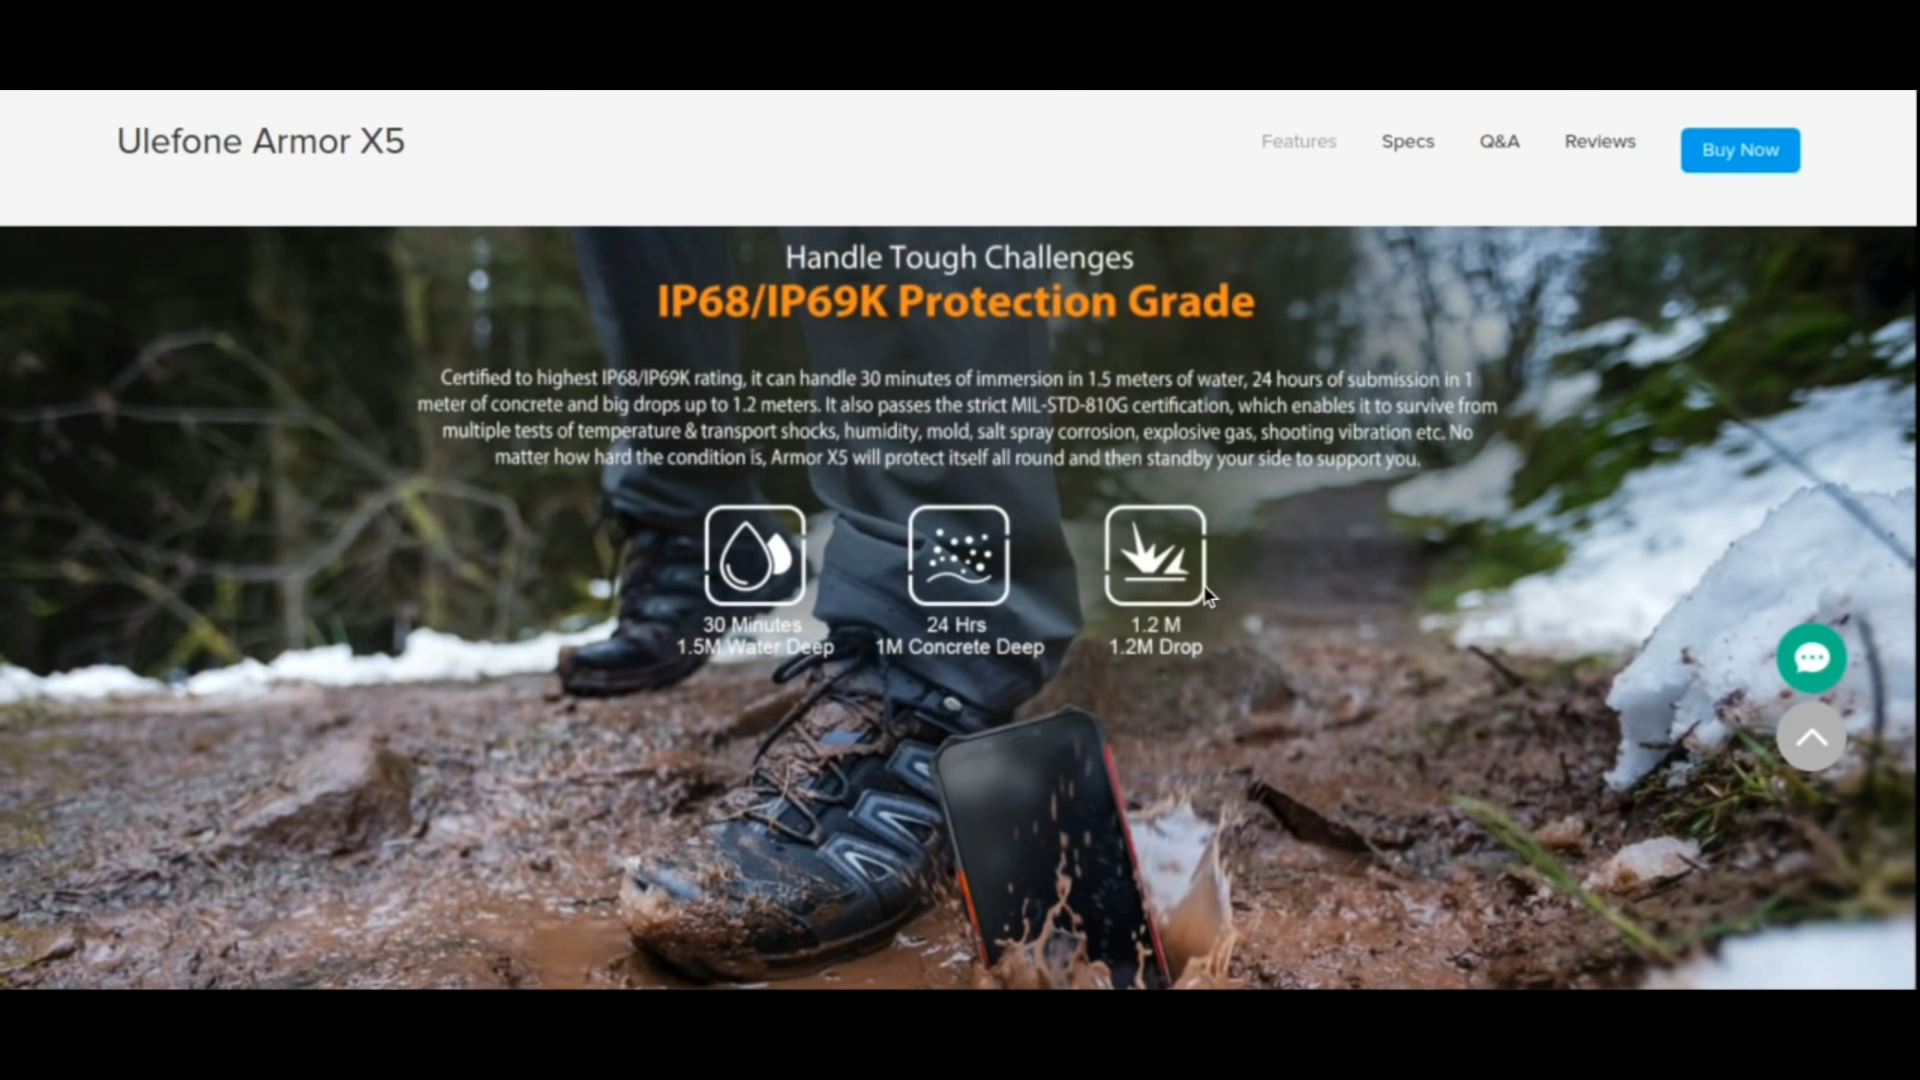 Ulefone Armor X5
Features Specs Q&A Reviews Buy Now
Handle Tough Challenges
IP68/IP69K Protection Grade
Certified to highest IP68/IP69K rating, it can handle 30 minutes of immersion in 1.5 meters of water, 24 hours of submission in 1
meter of concrete and big drops up to 1.2 meters. It also passes the strict MIL-STD-810G certification, which enables it to survive from
multiple tests of temperature & transport shocks, humidity, mold, salt spray corrosion, explosive gas, shooting vibration etc. No
matter how hard the condition is, Armor X5 will protect itself all round and then standby your side to support you.
30 Minutes
1.5M Water Deep
24 Hrs
1M Concrete Deep
1.2 M
1.2M Drop